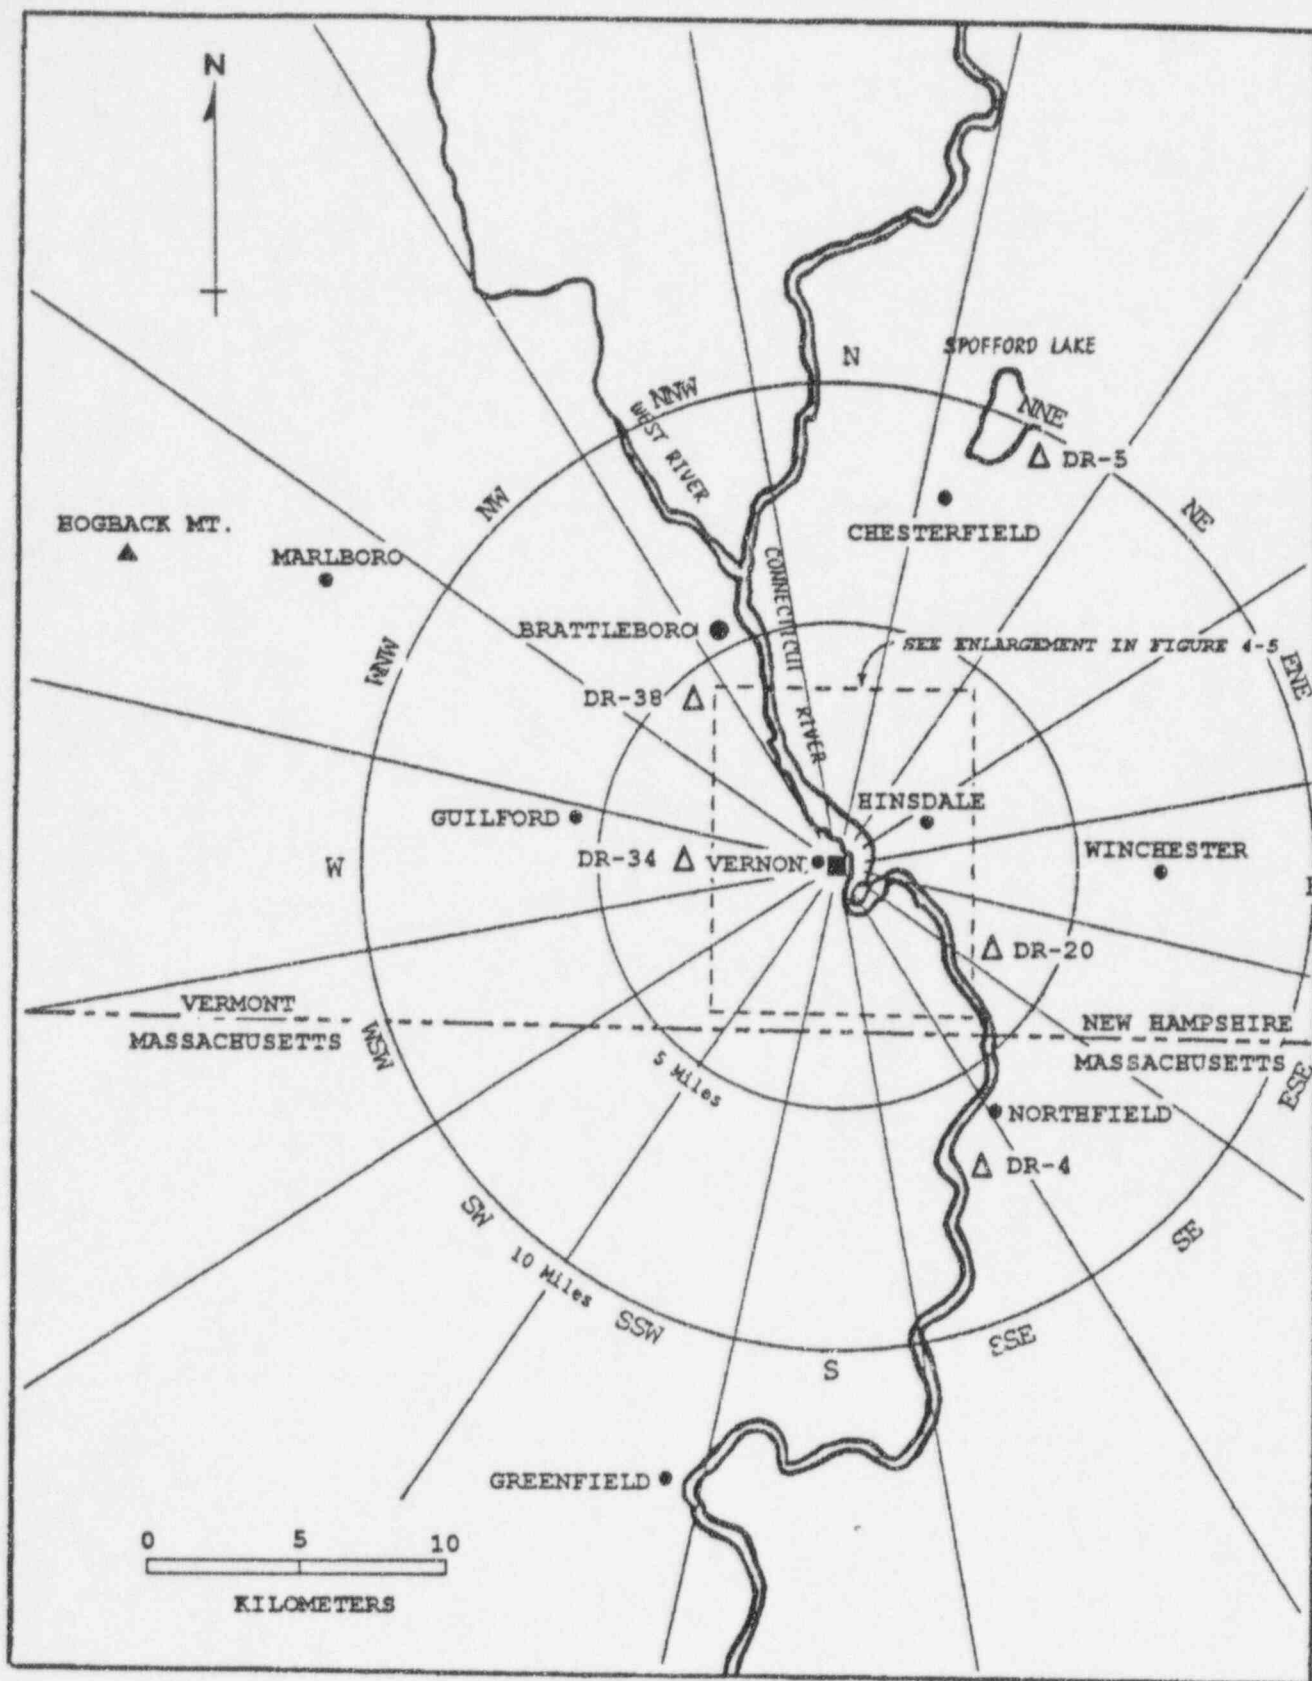 N
N
SPOFFORD LAKE
NNW
NNE
WEST RIVER
DR-5
NW
NE
HOGBACK MT.
CHESTERFIELD
MARLBORO
CONNECTICUT RIVER
BRATTLEBORO
SEE ENLARGEMENT IN FIGURE 4-5
WNW
ENE
DR-38
HINSDALE
GUILFORD
W
DR-34
VERNON
WINCHESTER
DR-20
VERMONT
NEW HAMPSHIRE
MASSACHUSETTS
MASSACHUSETTS
WSW
5 Miles
ESE
NORTHFIELD
DR-4
SW
SE
10 Miles
SSW
SSE
S
GREENFIELD
0 5 10
KILOMETERS